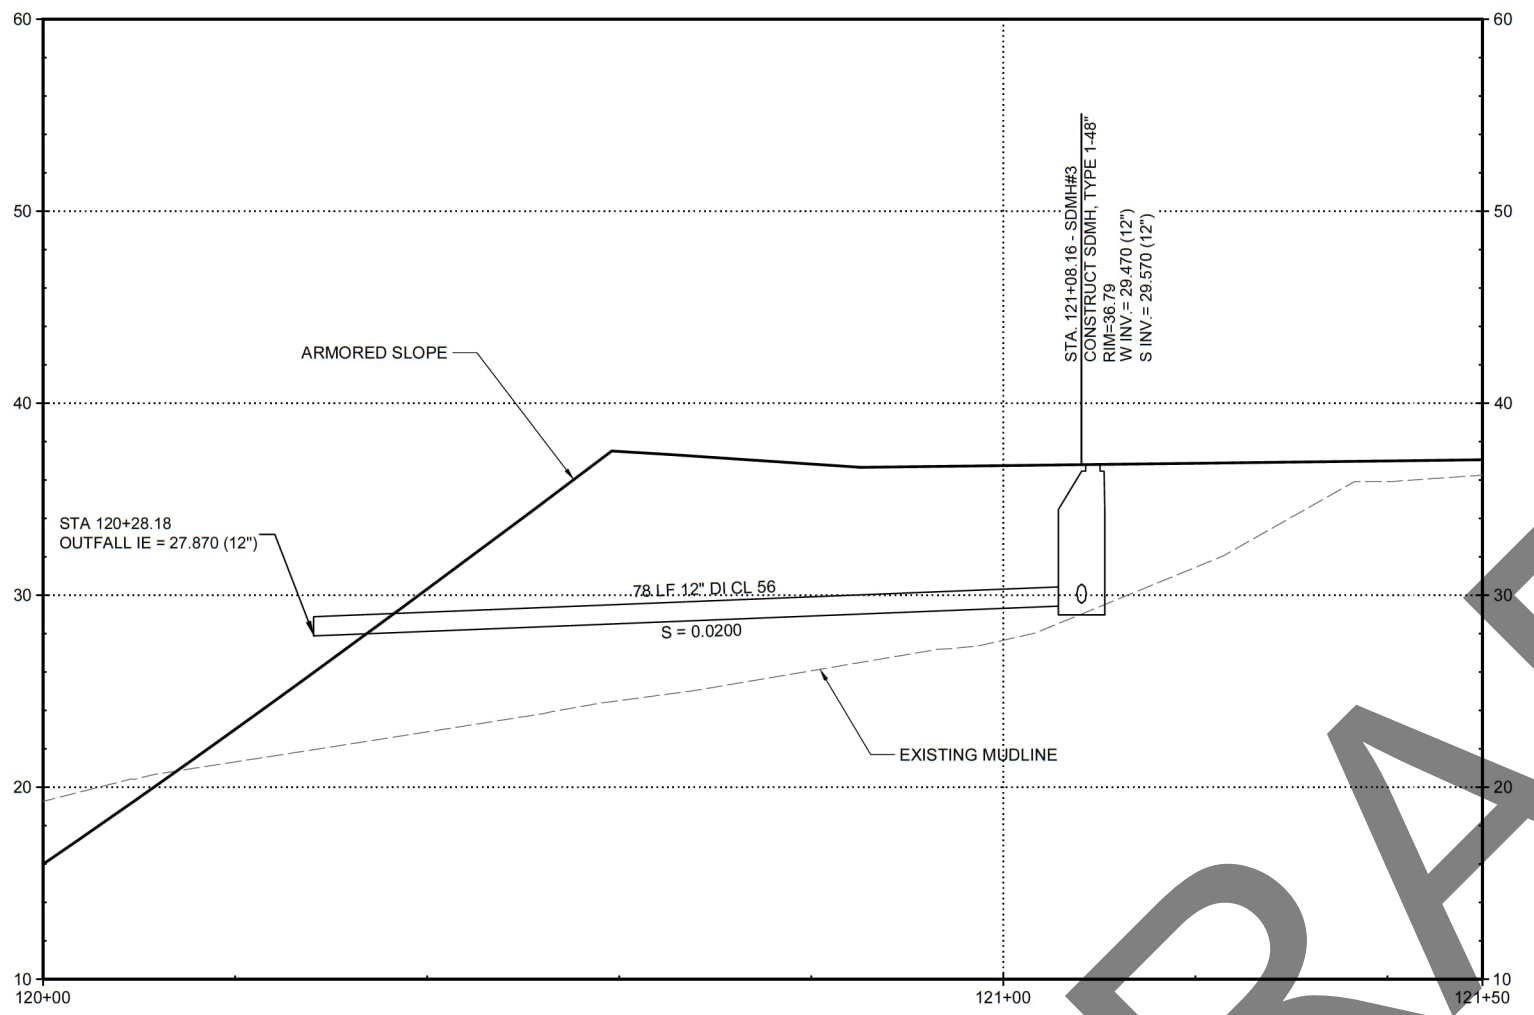 60
60
50
50
40
40
30
30
20
20
10
10
120+00
121+00
121+50
STA. 121+08.16 - SDMH#3
CONSTRUCT SDMH, TYPE 1-48"
RIM=36.79
W INV.= 29.470 (12")
S INV.= 29.570 (12")
ARMORED SLOPE
STA 120+28.18
OUTFALL IE = 27.870 (12")
78 LF 12" DI CL 56
S = 0.0200
EXISTING MUDLINE